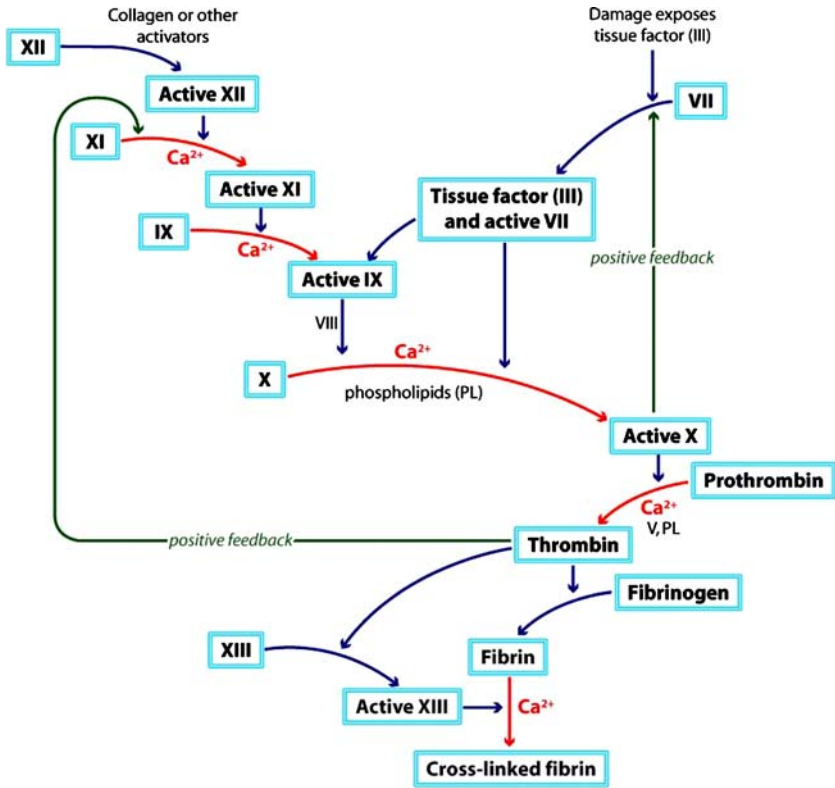 Collagen or other
activators
Damage exposes
tissue factor (III)
XII
Active XII
VII
XI
Ca²⁺
Active XI
Tissue factor (III)
and active VII
IX
Ca²⁺
positive feedback
Active IX
VIII
Ca²⁺
X
phospholipids (PL)
Active X
Prothrombin
Ca²⁺
V, PL
positive feedback
Thrombin
Fibrinogen
XIII
Fibrin
Active XIII
Ca²⁺
Cross-linked fibrin